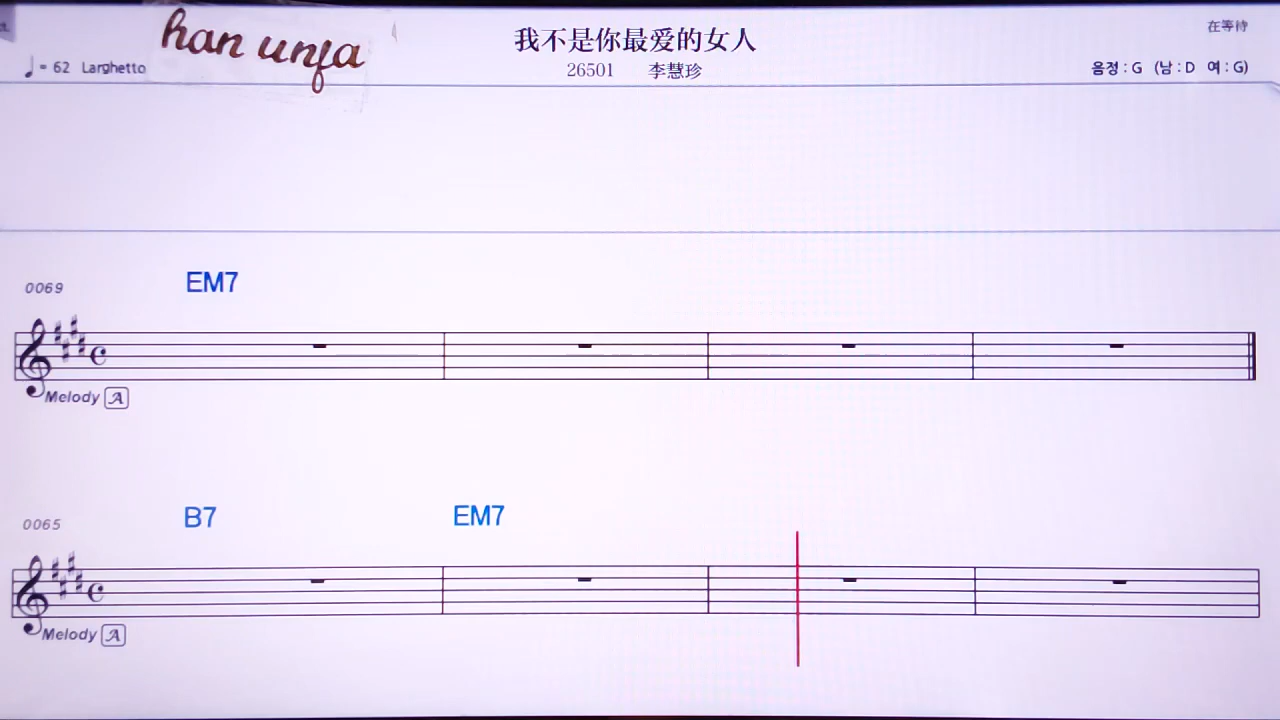 han unfa
我不是你最爱的女人
在等待
♩= 62 Larghetto
26501 李慧珍
음정 : G (남 : D 여 : G)
0069
EM7
Melody A
0065
B7 EM7
Melody A